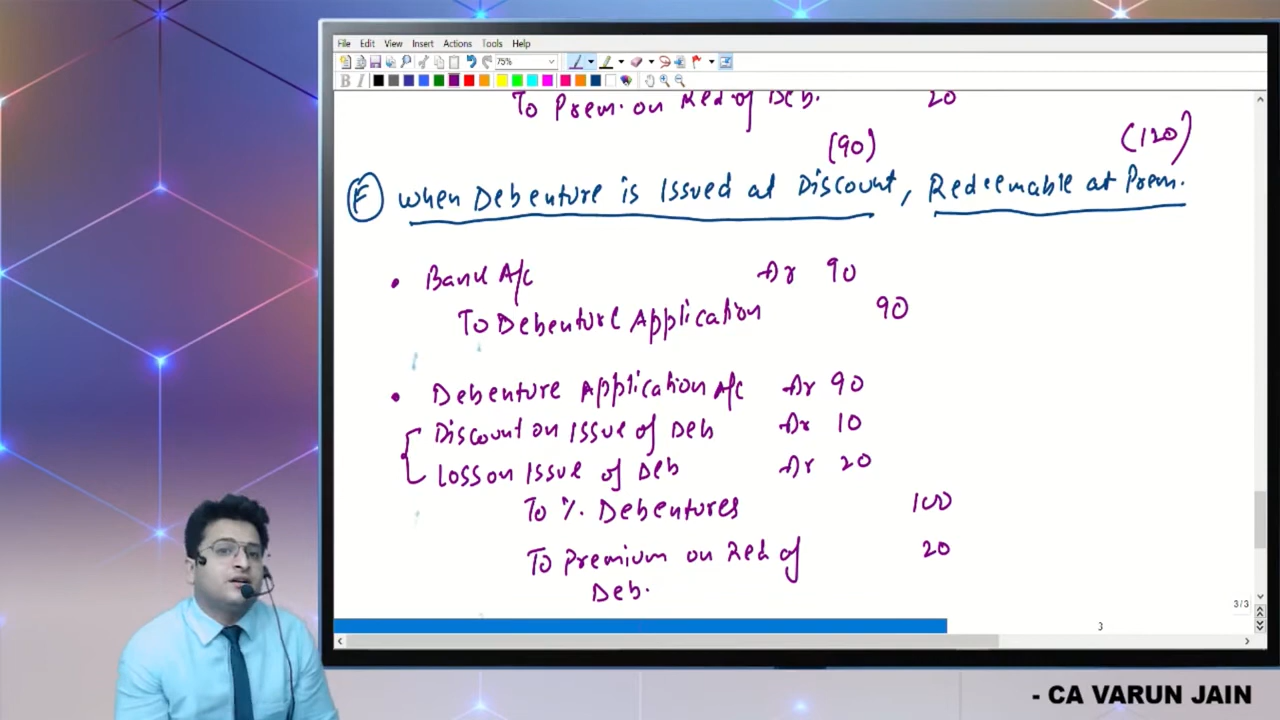 File Edit View Insert Actions Tools Help
75%
B I
To Prem. on Red of Deb. 20
(90) (120)
(F) When Debenture is Issued at Discount, Redeemable at Prem.
• Bank A/c Dr 90
To Debenture Application 90
• Debenture Application A/c Dr 90
Discount on Issue of Deb Dr 10
Loss on Issue of Deb Dr 20
To % Debentures 100
To Premium on Red of 20
Deb.
3/3
3
- CA VARUN JAIN